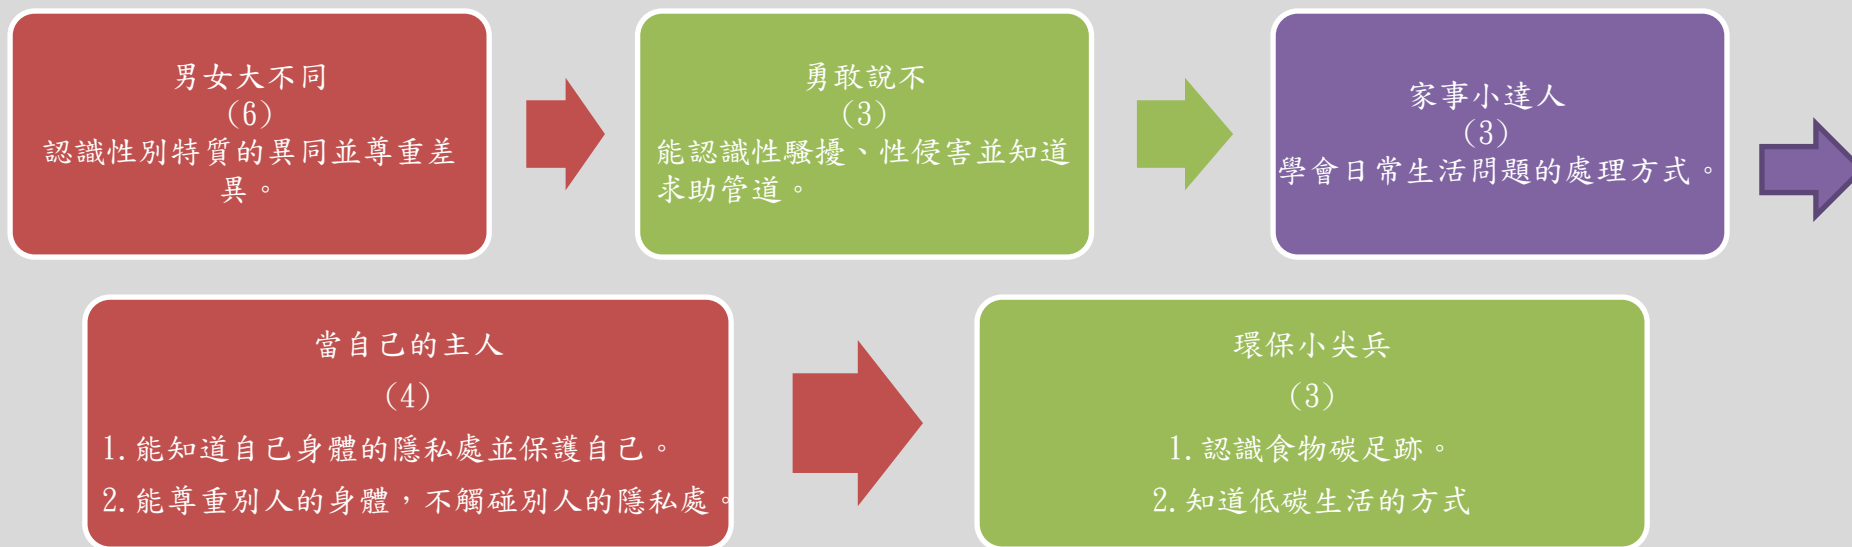 男女大不同
(6)
認識性別特質的異同並尊重差
異。
勇敢說不
(3)
能認識性騷擾、性侵害並知道
求助管道。
家事小達人
(3)
學會日常生活問題的處理方式。
當自己的主人
(4)
1.能知道自己身體的隱私處並保護自己。
2.能尊重別人的身體，不觸碰別人的隱私處。
環保小尖兵
(3)
1.認識食物碳足跡。
2.知道低碳生活的方式